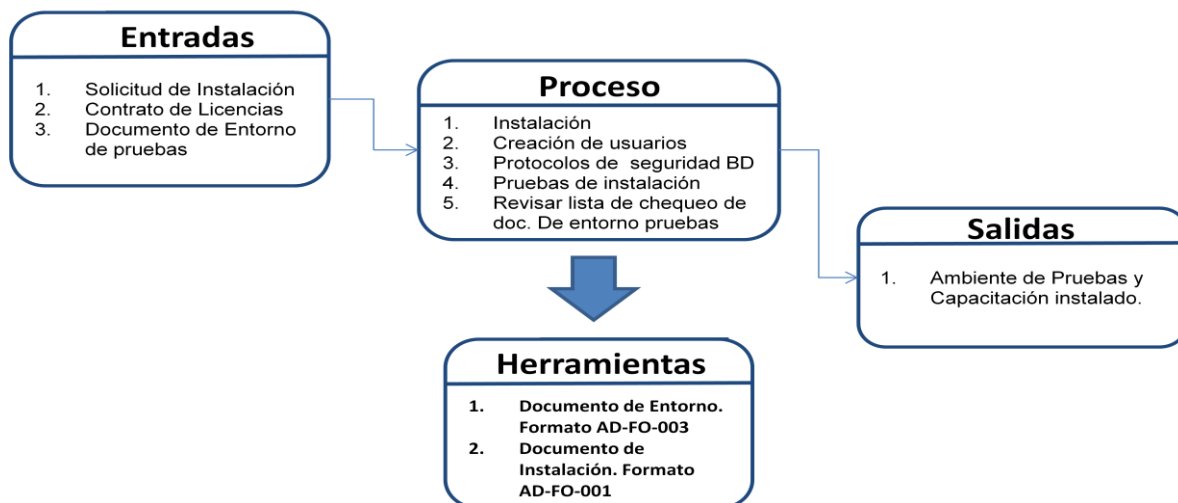 Entradas
1. Solicitud de Instalación
2. Contrato de Licencias
3. Documento de Entorno
de pruebas
Proceso
1. Instalación
2. Creación de usuarios
3. Protocolos de seguridad BD
4. Pruebas de instalación
5. Revisar lista de chequeo de
doc. De entorno pruebas
Salidas
1. Ambiente de Pruebas y
Capacitación instalado.
Herramientas
1. Documento de Entorno.
Formato AD-FO-003
2. Documento de
Instalación. Formato
AD-FO-001